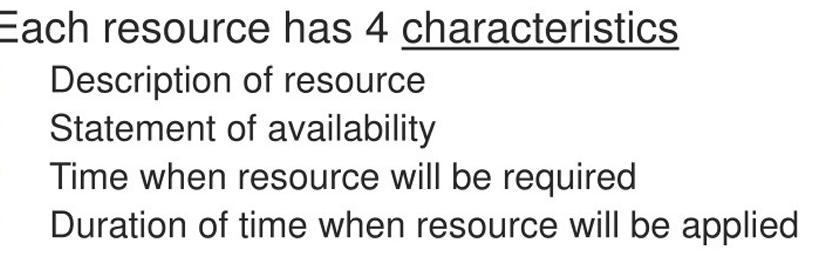 Each resource has 4 characteristics
Description of resource
Statement of availability
Time when resource will be required
Duration of time when resource will be applied